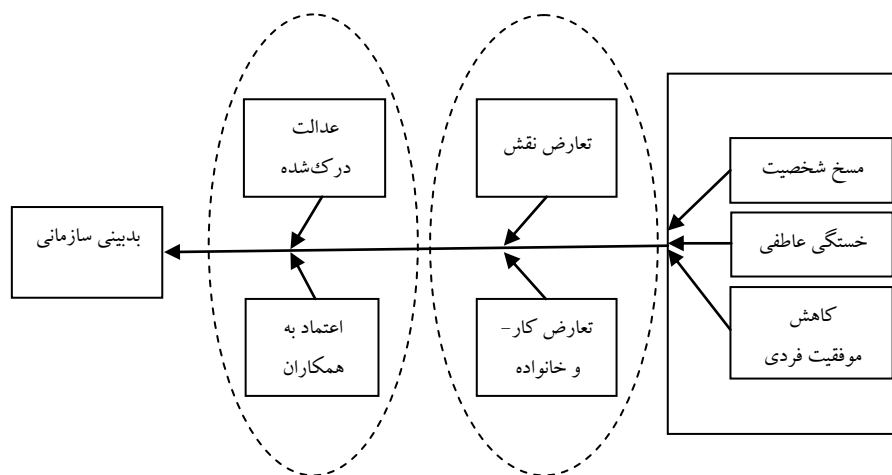 مسخ شخصیت
خستگی عاطفی
کاهش
موفقیت فردی
تعارض نقش
تعارض کار-
و خانواده
عدالت
درک‌شده
اعتماد به
همکاران
بدبینی سازمانی